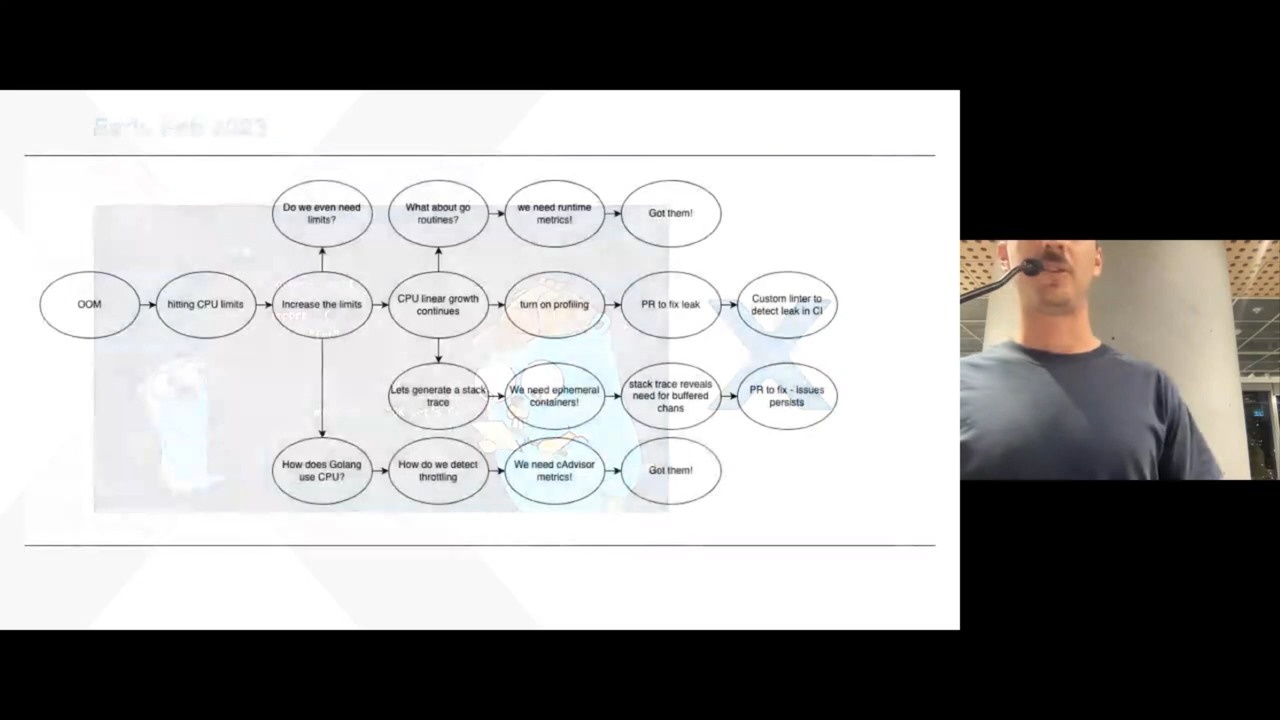 Early Feb 2023
Do we even need
limits?
What about go
routines?
we need runtime
metrics!
Got them!
OOM
hitting CPU limits
Increase the limits
CPU linear growth
continues
turn on profiling
PR to fix leak
Custom linter to
detect leak in CI
Lets generate a stack
trace
We need ephemeral
containers!
stack trace reveals
need for buffered
chans
PR to fix - issues
persists
How does Golang
use CPU?
How do we detect
throttling
We need cAdvisor
metrics!
Got them!